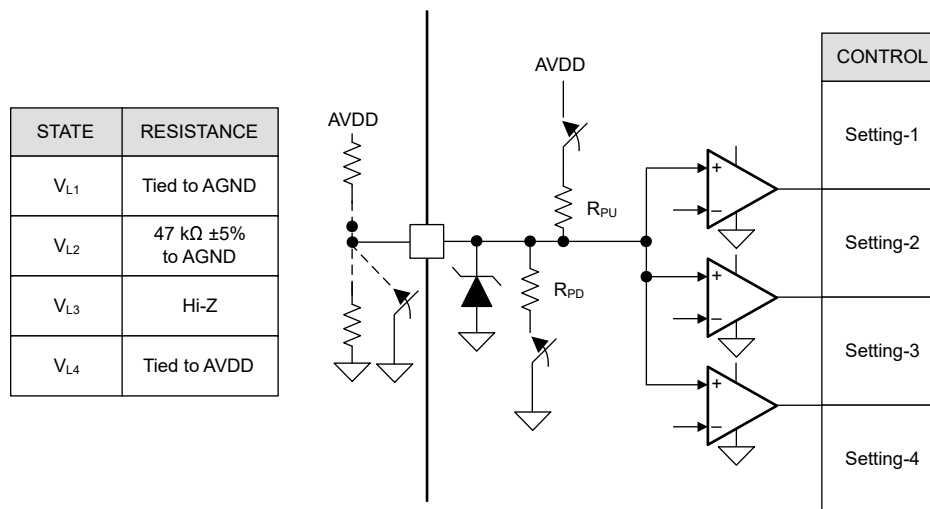 STATE RESISTANCE
VL1 Tied to AGND
VL2 47 kΩ ±5%
to AGND
VL3 Hi-Z
VL4 Tied to AVDD
AVDD
AVDD
RPU
RPD
+
−
+
−
+
−
CONTROL
Setting-1
Setting-2
Setting-3
Setting-4